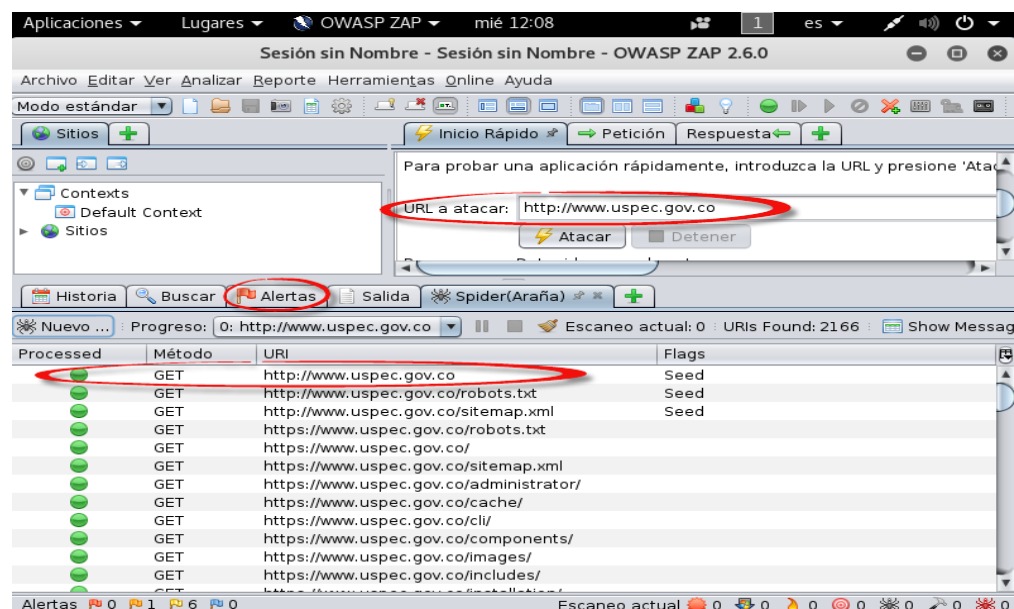 Aplicaciones Lugares OWASP ZAP mié 12:08 1 es
Sesión sin Nombre - Sesión sin Nombre - OWASP ZAP 2.6.0
Archivo Editar Ver Analizar Reporte Herramientas Online Ayuda
Modo estándar
Sitios
Inicio Rápido Petición Respuesta
Para probar una aplicación rápidamente, introduzca la URL y presione 'Atac
Contexts
Default Context
Sitios
URL a atacar: http://www.uspec.gov.co
Atacar Detener
Historia Buscar Alertas Salida Spider(Araña)
Nuevo ... Progreso: 0: http://www.uspec.gov.co Escaneo actual: 0 URIs Found: 2166 Show Messag
Processed Método URI Flags
GET http://www.uspec.gov.co Seed
GET http://www.uspec.gov.co/robots.txt Seed
GET http://www.uspec.gov.co/sitemap.xml Seed
GET https://www.uspec.gov.co/robots.txt
GET https://www.uspec.gov.co/
GET https://www.uspec.gov.co/sitemap.xml
GET https://www.uspec.gov.co/administrator/
GET https://www.uspec.gov.co/cache/
GET https://www.uspec.gov.co/cli/
GET https://www.uspec.gov.co/components/
GET https://www.uspec.gov.co/images/
GET https://www.uspec.gov.co/includes/
Alertas 0 1 6 0 Escaneo actual 0 0 0 0 0 0 0